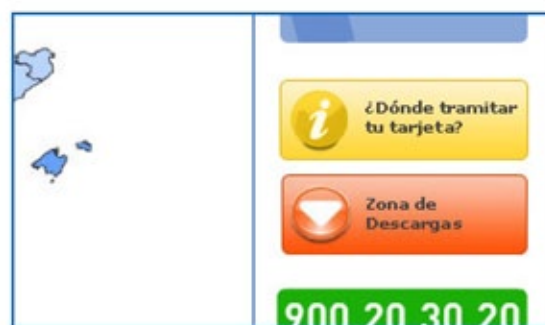 ¿Dónde tramitar
tu tarjeta?
Zona de
Descargas
900 20 30 20